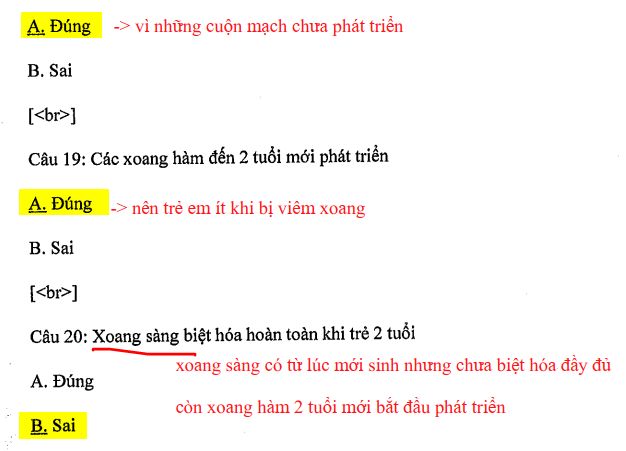 A. Đúng -> vì những cuộn mạch chưa phát triển
B. Sai
[<br>]
Câu 19: Các xoang hàm đến 2 tuổi mới phát triển
A. Đúng -> nên trẻ em ít khi bị viêm xoang
B. Sai
[<br>]
Câu 20: Xoang sàng biệt hóa hoàn toàn khi trẻ 2 tuổi
xoang sàng có từ lúc mới sinh nhưng chưa biệt hóa đầy đủ
A. Đúng
còn xoang hàm 2 tuổi mới bắt đầu phát triển
B. Sai